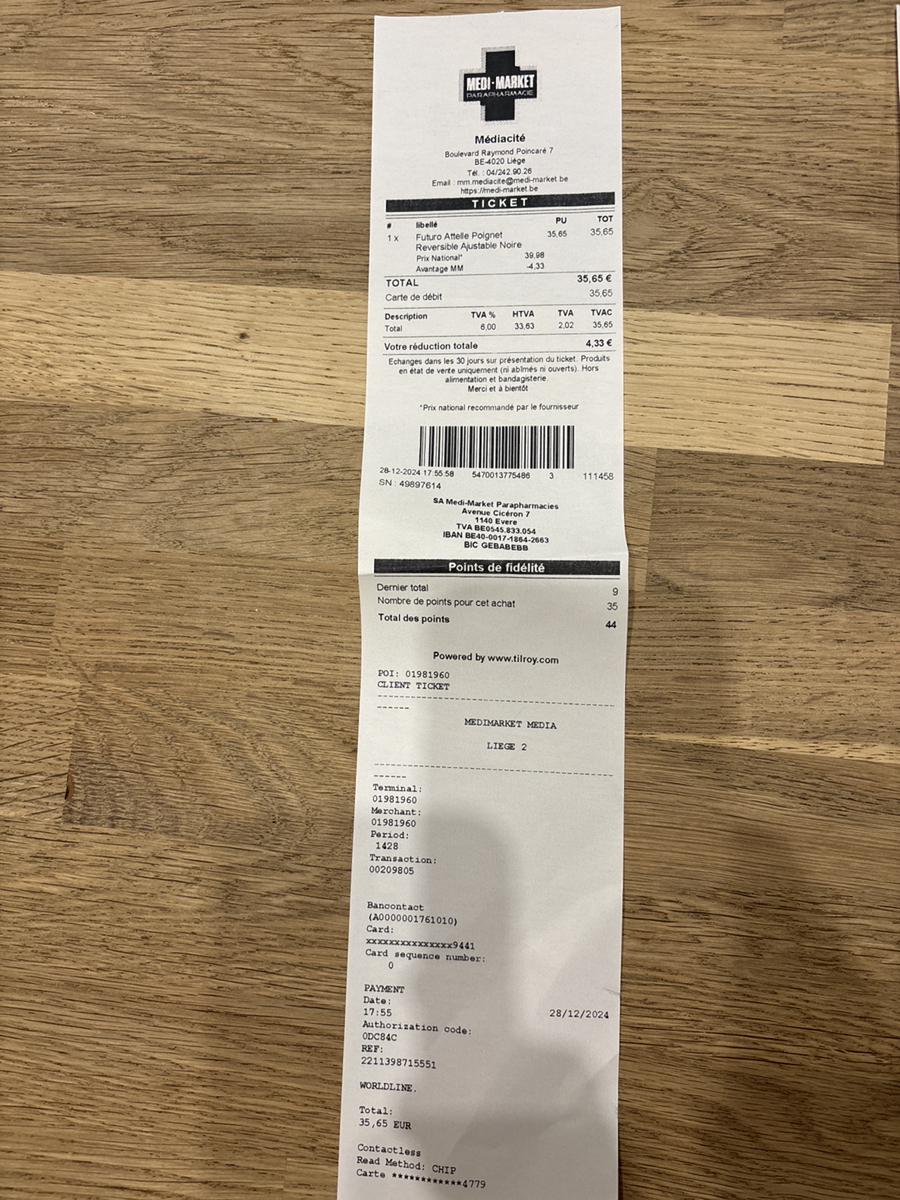 MEDI-MARKET
PARAPHARMACIE
Médiacité
Boulevard Raymond Poincaré 7
BE-4020 Liège
Tél. : 04/242.90.26
Email : mm.mediacite@medi-market.be
https://medi-market.be
TICKET
# libellé PU TOT
1 x Futuro Attelle Poignet 35,65 35,65
Reversible Ajustable Noire
Prix National* 39,98
Avantage MM -4,33
TOTAL 35,65 €
Carte de débit 35,65
Description TVA % HTVA TVA TVAC
Total 6,00 33,63 2,02 35,65
Votre réduction totale 4,33 €
Echanges dans les 30 jours sur présentation du ticket. Produits
en état de vente uniquement (ni abîmés ni ouverts). Hors
alimentation et bandagisterie.
Merci et à bientôt
*Prix national recommandé par le fournisseur
28-12-2024 17:55:58 5470013775486 3 111458
SN : 49897614
SA Medi-Market Parapharmacies
Avenue Cicéron 7
1140 Evere
TVA BE0545.833.054
IBAN BE40-0017-1864-2663
BIC GEBABEBB
Points de fidélité
Dernier total 9
Nombre de points pour cet achat 35
Total des points 44
Powered by www.tilroy.com
POI: 01981960
CLIENT TICKET
------------------------------------------
------
MEDIMARKET MEDIA
LIEGE 2
------------------------------------------
------
Terminal:
01981960
Merchant:
01981960
Period:
1428
Transaction:
00209805
Bancontact
(A0000001761010)
Card:
xxxxxxxxxxxxxxx9441
Card sequence number:
0
PAYMENT
Date:
17:55 28/12/2024
Authorization code:
0DC84C
REF:
2211398715551
WORLDLINE.
Total:
35,65 EUR
Contactless
Read Method: CHIP
Carte ************4779